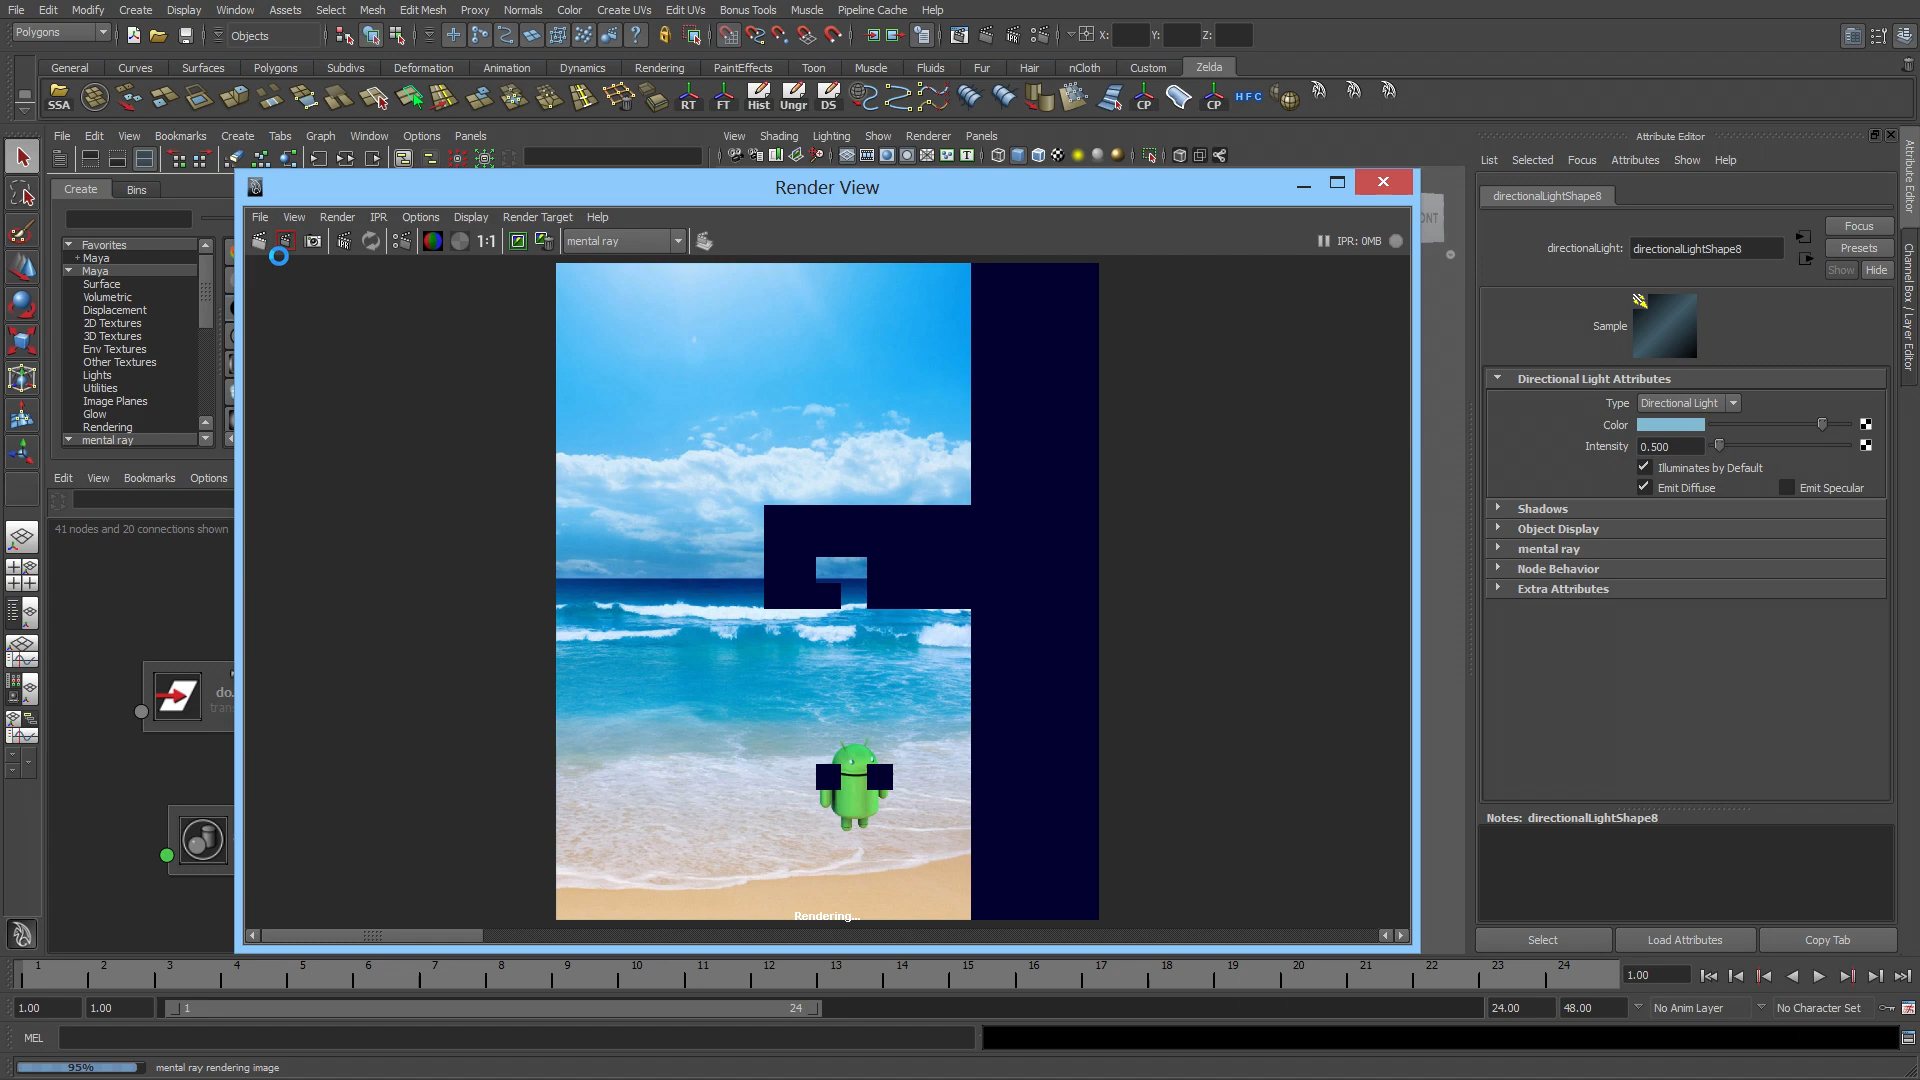 File Edit Modify Create Display Window Assets Select Mesh Edit Mesh Proxy Normals Color Create UVs Edit UVs Bonus Tools Muscle Pipeline Cache Help
Polygons Objects X: Y: Z:
General Curves Surfaces Polygons Subdivs Deformation Animation Dynamics Rendering PaintEffects Toon Muscle Fluids Fur Hair nCloth Custom Zelda
SSA RT FT Hist Ungr DS CP CP HFC
File Edit View Bookmarks Create Tabs Graph Window Options Panels
View Shading Lighting Show Renderer Panels
Attribute Editor
List Selected Focus Attributes Show Help
Create Bins
Render View
File View Render IPR Options Display Render Target Help
1:1 mental ray IPR: 0MB
Favorites
+ Maya
Maya
Surface
Volumetric
Displacement
2D Textures
3D Textures
Env Textures
Other Textures
Lights
Utilities
Image Planes
Glow
Rendering
mental ray
Edit View Bookmarks Options
41 nodes and 20 connections shown
do.
tran
Rendering...
ONT
directionalLightShape8
directionalLight: directionalLightShape8
Focus
Presets
Show Hide
Sample
Directional Light Attributes
Type Directional Light
Color
Intensity 0.500
Illuminates by Default
Emit Diffuse Emit Specular
Shadows
Object Display
mental ray
Node Behavior
Extra Attributes
Notes: directionalLightShape8
Select Load Attributes Copy Tab
Attribute Editor
Channel Box / Layer Editor
1 2 3 4 5 6 7 8 9 10 11 12 13 14 15 16 17 18 19 20 21 22 23 24 1.00
1.00 1.00 1 24 24.00 48.00 No Anim Layer No Character Set
MEL
95% mental ray rendering image